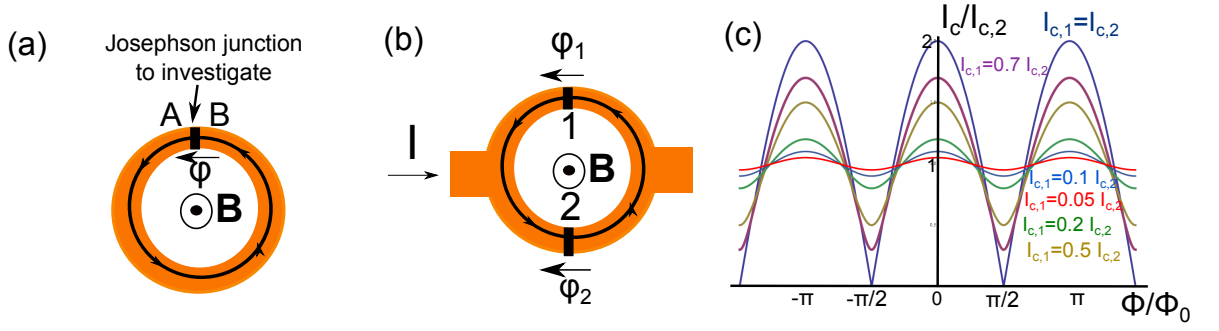 (a)
Josephson junction
to investigate
A B
φ
B
(b)
φ1
1
I
B
2
φ2
(c)
Ic/Ic,2
Ic,1=Ic,2
2
Ic,1=0.7 Ic,2
1
Ic,1=0.1 Ic,2
Ic,1=0.05 Ic,2
Ic,1=0.2 Ic,2
0.5
Ic,1=0.5 Ic,2
-π -π/2 0 π/2 π Φ/Φ0